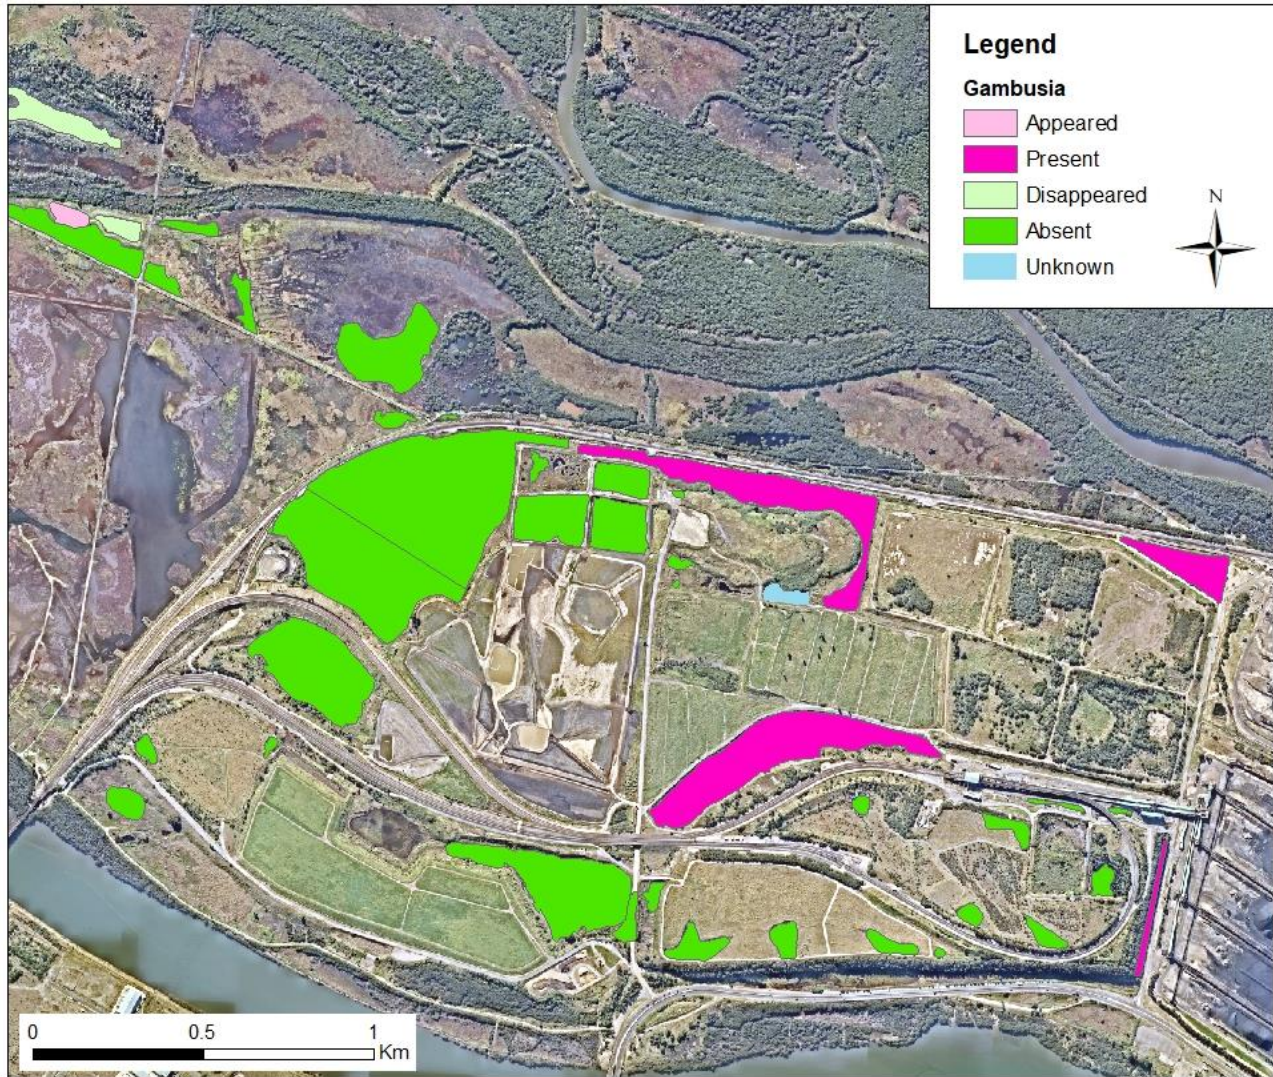 Legend
Gambusia
Appeared
Present
Disappeared
Absent
Unknown
N
0 0.5 1
Km